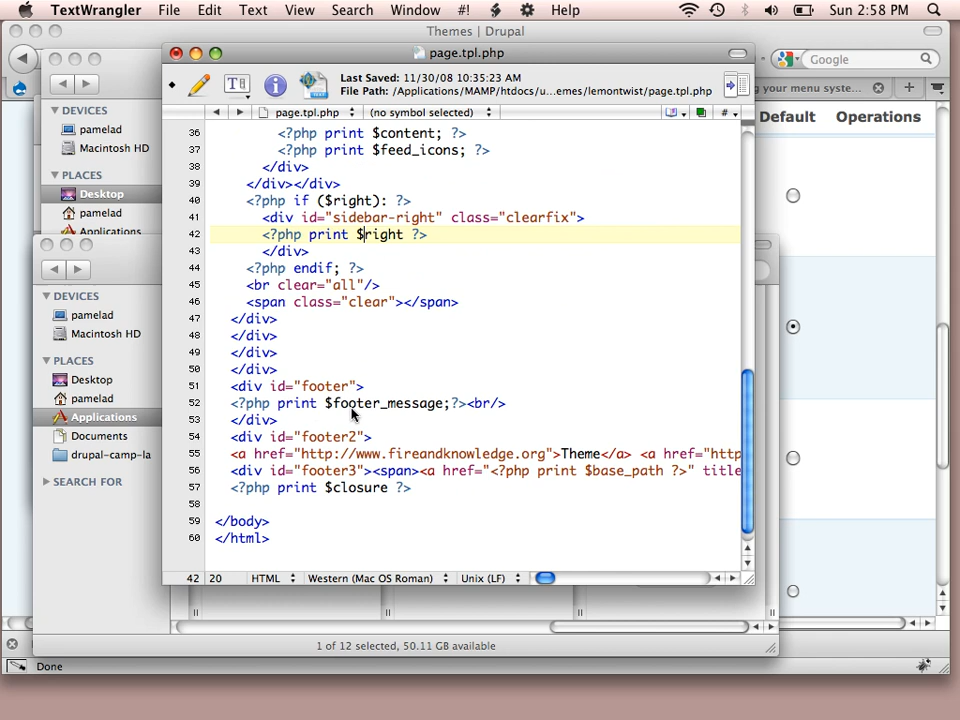 TextWrangler File Edit Text View Search Window #! Help Sun 2:58 PM
Themes | Drupal
page.tpl.php
Google
Last Saved: 11/30/08 10:35:23 AM
File Path: /Applications/MAMP/htdocs/u...emes/lemontwist/page.tpl.php
your menu syste...
page.tpl.php (no symbol selected) #
Default Operations
DEVICES
pamelad
Macintosh HD
PLACES
Desktop
pamelad
Applications
DEVICES
pamelad
Macintosh HD
PLACES
Desktop
pamelad
Applications
Documents
drupal-camp-la
SEARCH FOR
36 <?php print $content; ?>
37 <?php print $feed_icons; ?>
38 </div>
39 </div></div>
40 <?php if ($right): ?>
41 <div id="sidebar-right" class="clearfix">
42 <?php print $right ?>
43 </div>
44 <?php endif; ?>
45 <br clear="all"/>
46 <span class="clear"></span>
47 </div>
48 </div>
49 </div>
50 </div>
51 <div id="footer">
52 <?php print $footer_message;?><br/>
53 </div>
54 <div id="footer2">
55 <a href="http://www.fireandknowledge.org">Theme</a> <a href="http
56 <div id="footer3"><span><a href="<?php print $base_path ?>" title
57 <?php print $closure ?>
58
59 </body>
60 </html>
42 20 HTML Western (Mac OS Roman) Unix (LF)
1 of 12 selected, 50.11 GB available
Done